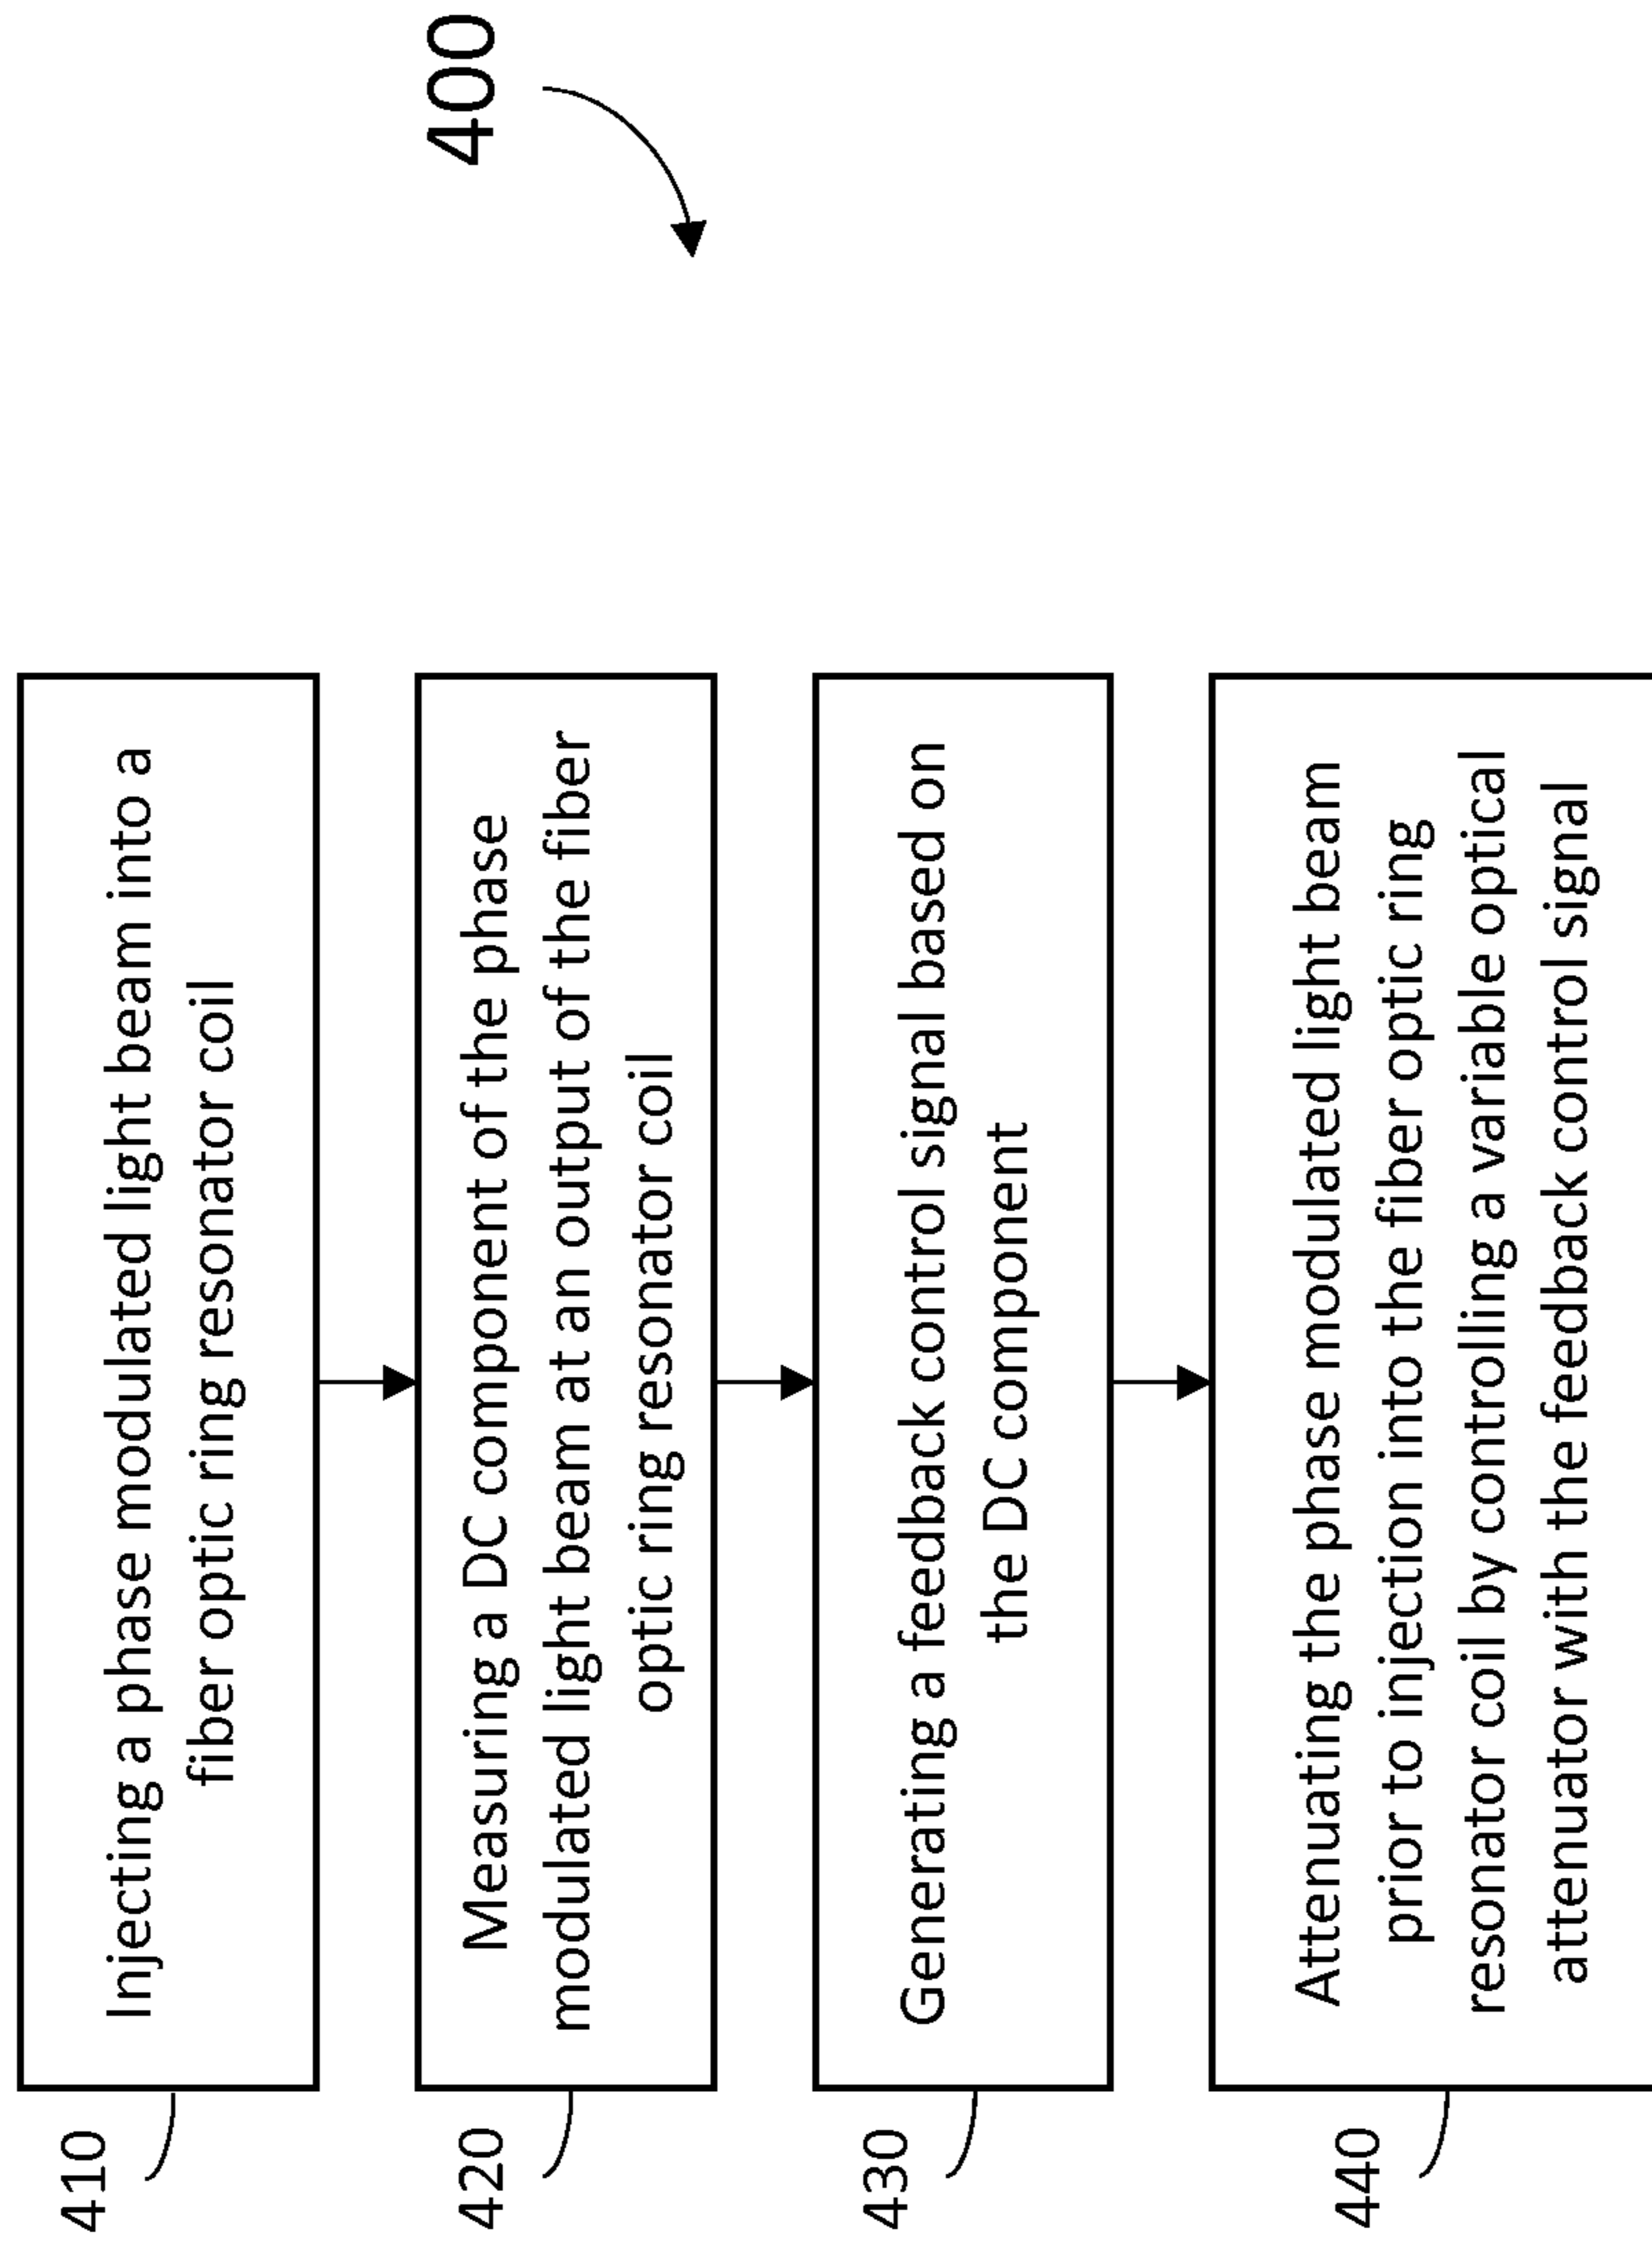 400
410
Injecting a phase modulated light beam into a
fiber optic ring resonator coil
420
Measuring a DC component of the phase
modulated light beam at an output of the fiber
optic ring resonator coil
430
Generating a feedback control signal based on
the DC component
440
Attenuating the phase modulated light beam
prior to injection into the fiber optic ring
resonator coil by controlling a variable optical
attenuator with the feedback control signal